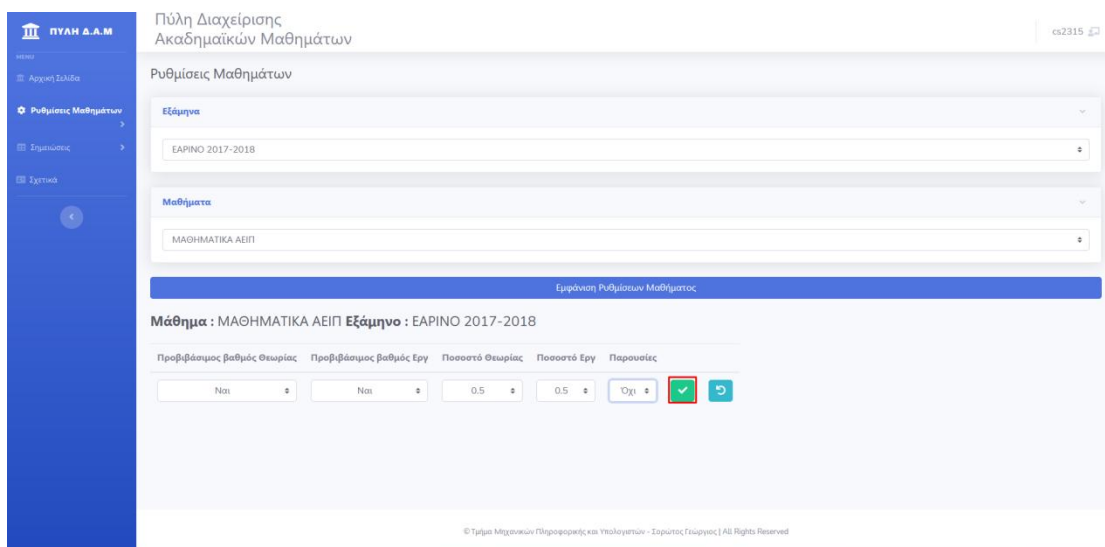 ΠΥΛΗ Δ.Α.Μ
Πύλη Διαχείρισης
Ακαδημαϊκών Μαθημάτων
cs2315
MENU
Αρχική Σελίδα
Ρυθμίσεις Μαθημάτων
Σημειώσεις
Σχετικά
Ρυθμίσεις Μαθημάτων
Εξάμηνα
ΕΑΡΙΝΟ 2017-2018
Μαθήματα
ΜΑΘΗΜΑΤΙΚΑ ΑΕΙΠ
Εμφάνιση Ρυθμίσεων Μαθήματος
Μάθημα : ΜΑΘΗΜΑΤΙΚΑ ΑΕΙΠ Εξάμηνο : ΕΑΡΙΝΟ 2017-2018
Προβιβάσιμος βαθμός Θεωρίας Προβιβάσιμος βαθμός Εργ Ποσοστό Θεωρίας Ποσοστό Εργ Παρουσίες
Ναι Ναι 0.5 0.5 Όχι
© Τμήμα Μηχανικών Πληροφορικής και Υπολογιστών - Σαρώτος Γεώργιος | All Rights Reserved